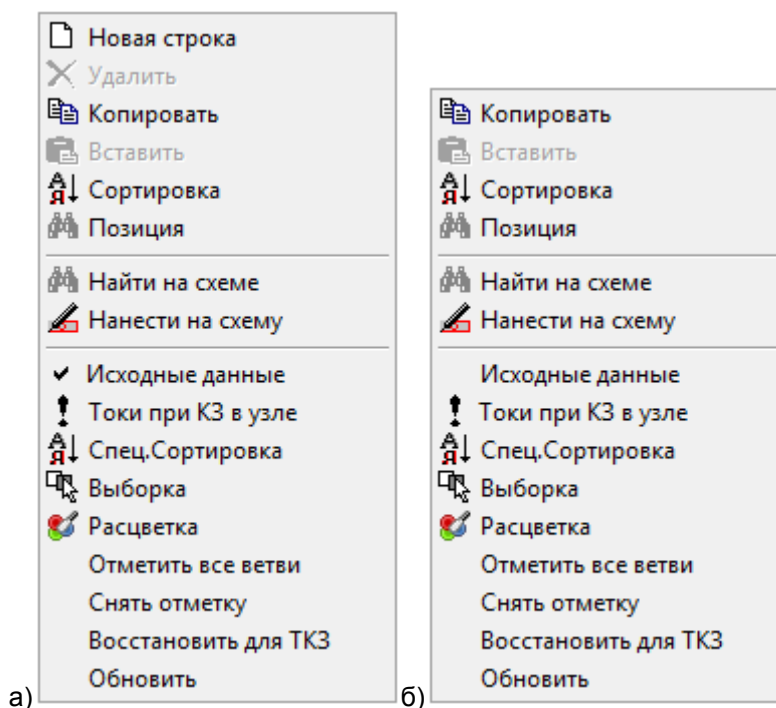 Новая строка
Удалить
Копировать
Вставить
Сортировка
Позиция
Найти на схеме
Нанести на схему
Исходные данные
Токи при КЗ в узле
Спец.Сортировка
Выборка
Расцветка
Отметить все ветви
Снять отметку
Восстановить для ТКЗ
Обновить
а)
Копировать
Вставить
Сортировка
Позиция
Найти на схеме
Нанести на схему
Исходные данные
Токи при КЗ в узле
Спец.Сортировка
Выборка
Расцветка
Отметить все ветви
Снять отметку
Восстановить для ТКЗ
Обновить
б)